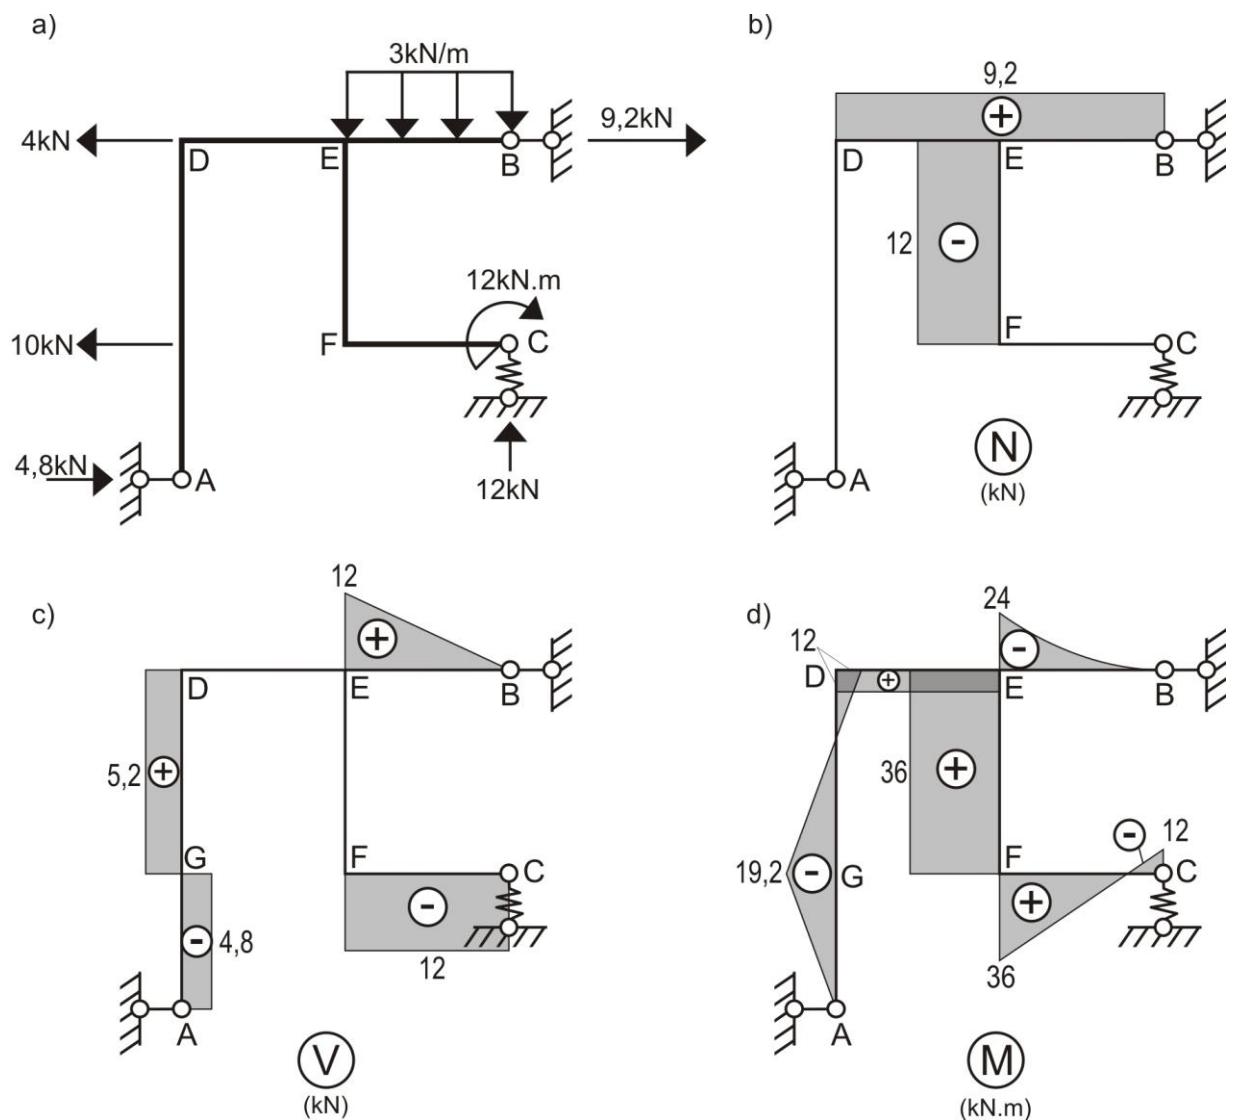 a)
3kN/m
4kN
9,2kN
D
E
B
12kN.m
10kN
F
C
4,8kN
A
12kN
b)
9,2
+
D
E
B
12
-
F
C
N
(kN)
A
c)
12
+
D
E
B
5,2
+
G
F
C
-
-
4,8
12
A
V
(kN)
d)
24
12
-
D
+
E
B
36
+
-
12
19,2
-
G
F
C
+
36
A
M
(kN.m)